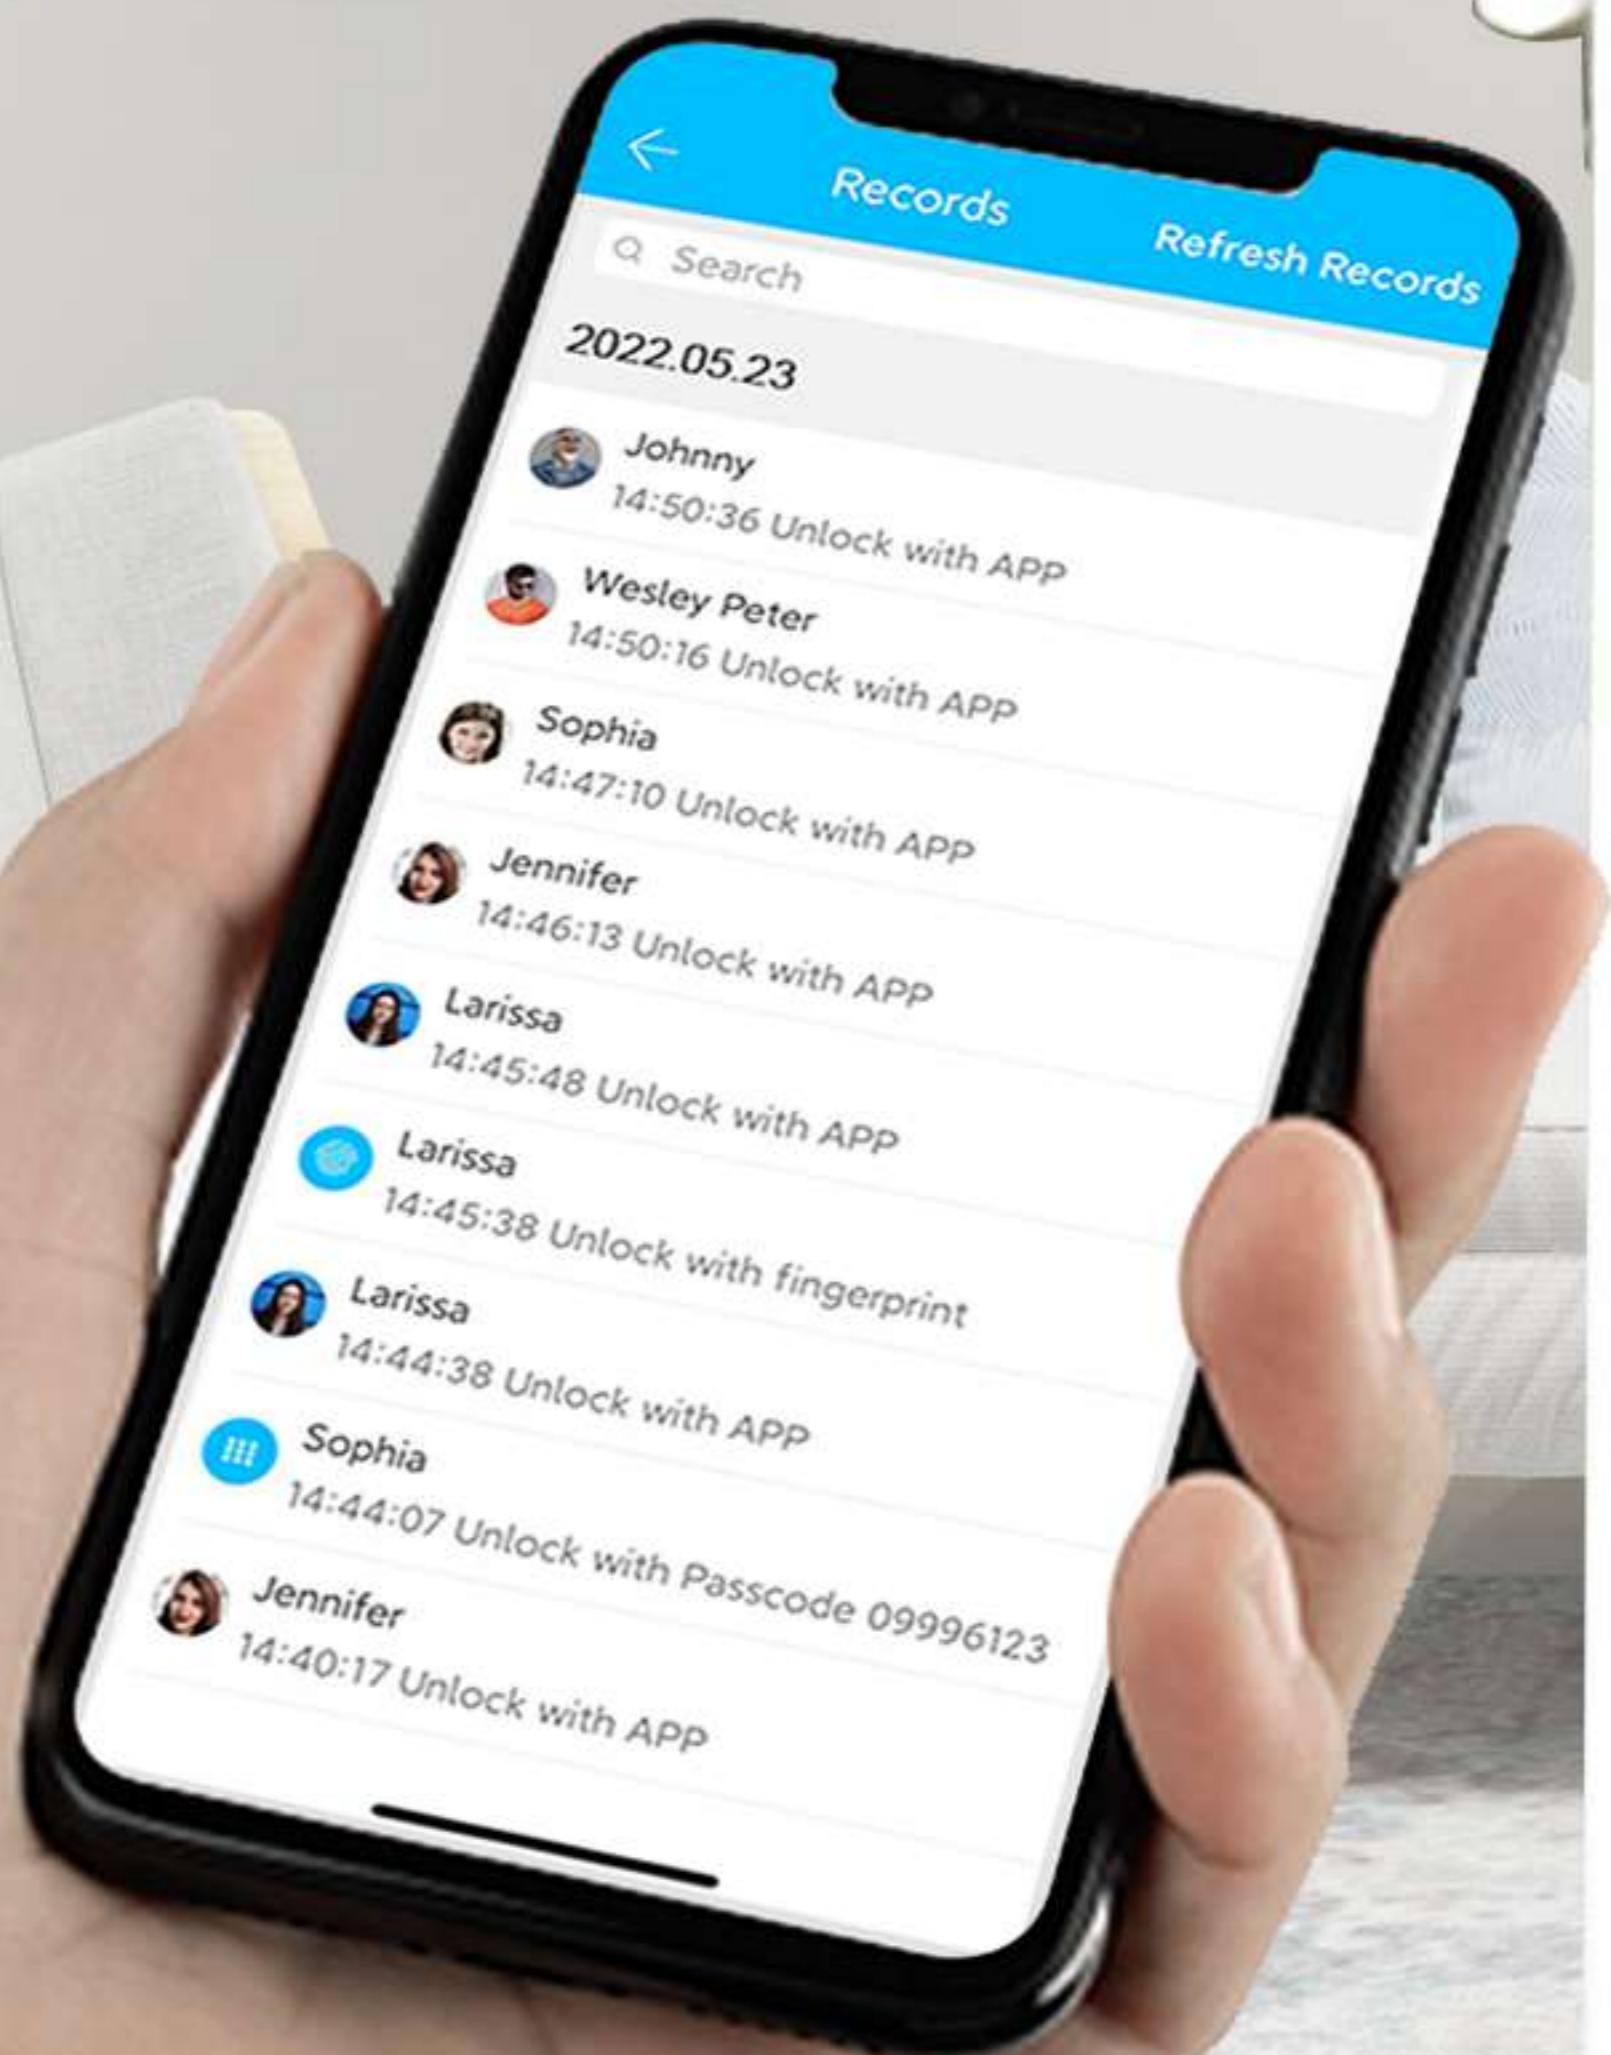 Records
Refresh Records
Search
2022.05.23
Johnny
14:50:36 Unlock with APP
Wesley Peter
14:50:16 Unlock with APP
Sophia
14:47:10 Unlock with APP
Jennifer
14:46:13 Unlock with APP
Larissa
14:45:48 Unlock with APP
Larissa
14:45:38 Unlock with fingerprint
Larissa
14:44:38 Unlock with APP
Sophia
14:44:07 Unlock with Passcode 09996123
Jennifer
14:40:17 Unlock with APP